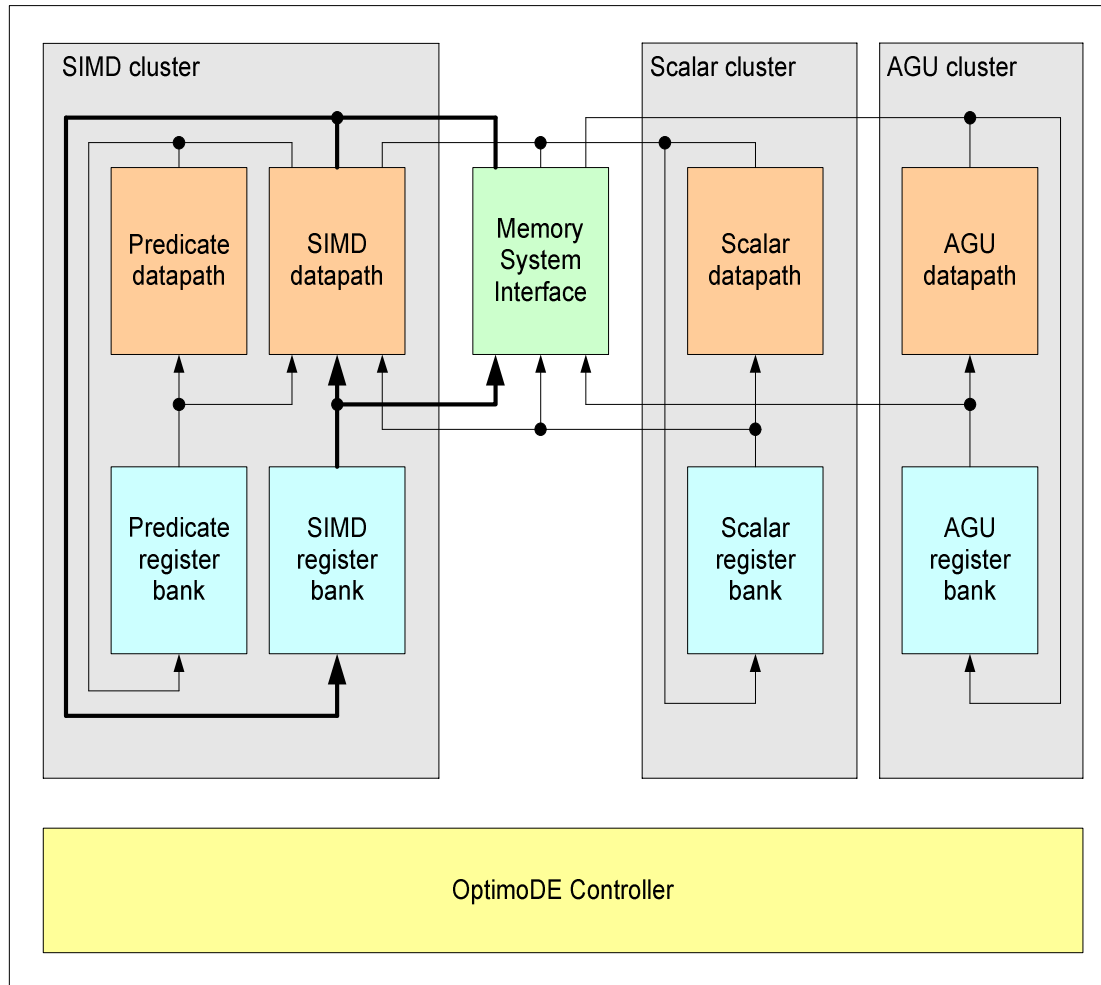 SIMD cluster
Scalar cluster
AGU cluster
Predicate
datapath
SIMD
datapath
Memory
System
Interface
Scalar
datapath
AGU
datapath
Predicate
register
bank
SIMD
register
bank
Scalar
register
bank
AGU
register
bank
OptimoDE Controller